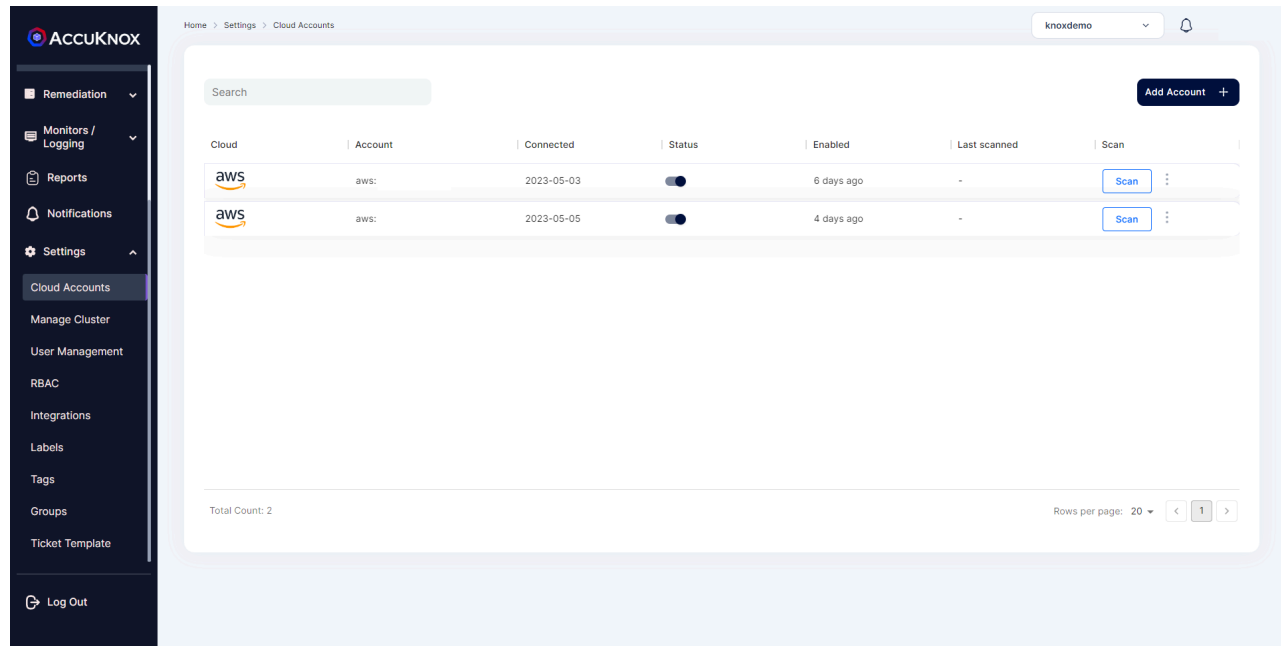 ACCUKNOX
Remediation
Monitors /
Logging
Reports
Notifications
Settings
Cloud Accounts
Manage Cluster
User Management
RBAC
Integrations
Labels
Tags
Groups
Ticket Template
Log Out
Home > Settings > Cloud Accounts
knoxdemo
Search
Add Account +
Cloud Account Connected Status Enabled Last scanned Scan
aws aws: 2023-05-03 6 days ago - Scan
aws aws: 2023-05-05 4 days ago - Scan
Total Count: 2
Rows per page: 20 < 1 >